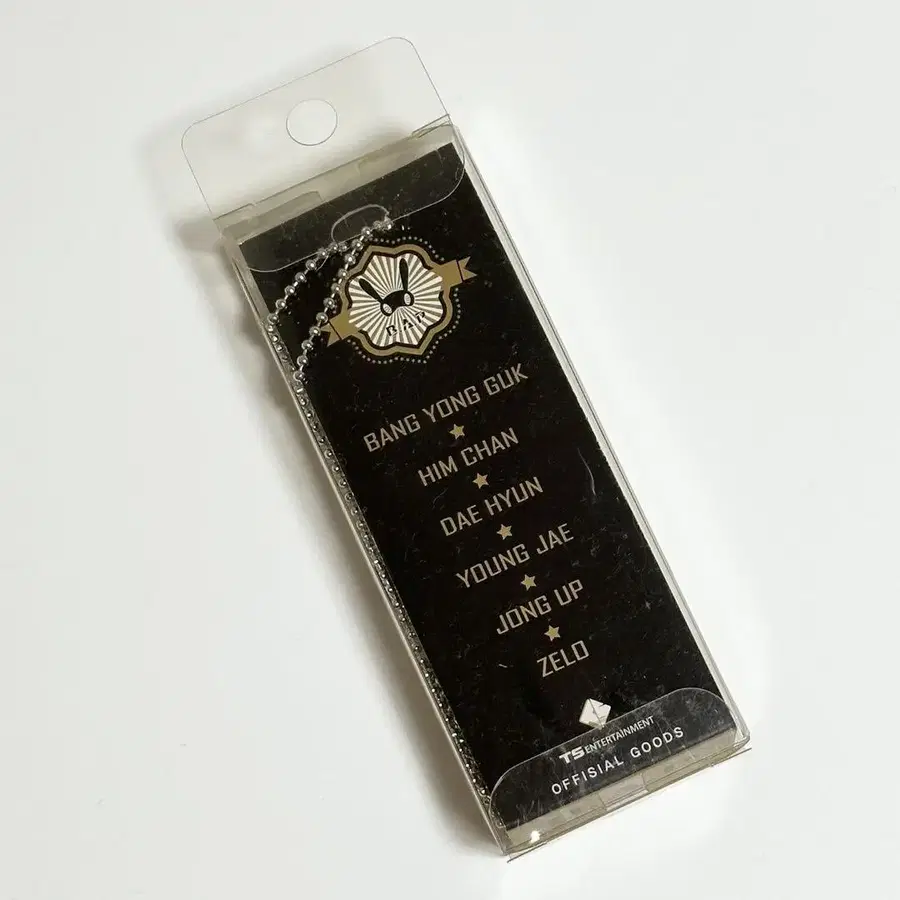 B.A.P
BANG YONG GUK
HIM CHAN
DAE HYUN
YOUNG JAE
JONG UP
ZELO
TS ENTERTAINMENT
OFFISIAL GOODS